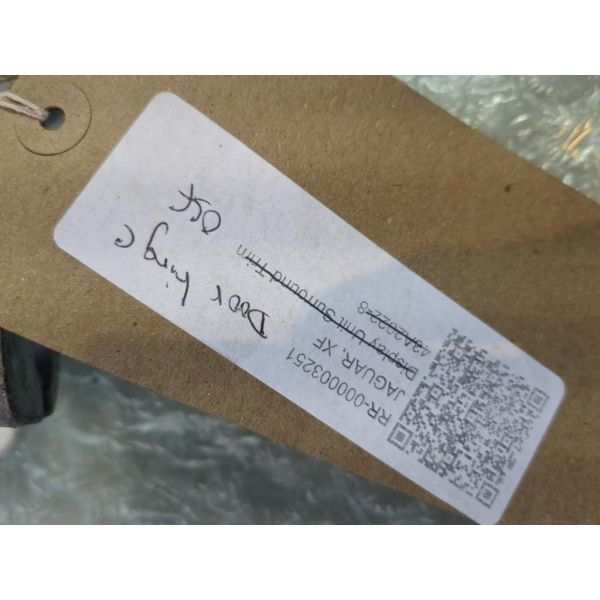 RR-000003251
JAGUAR, XF
Display Unit Surround Trim
Door hinge
OSF